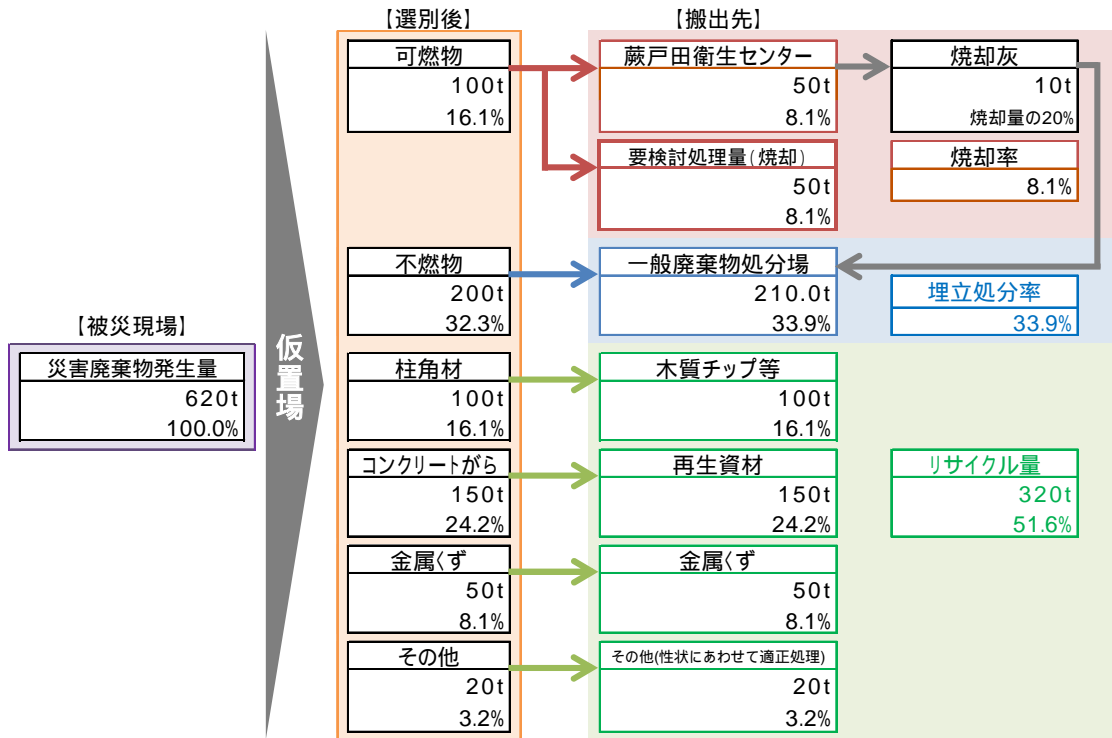 【選別後】
【搬出先】
可燃物
100t
16.1%
蕨戸田衛生センター
50t
8.1%
焼却灰
10t
焼却量の20%
要検討処理量(焼却)
50t
8.1%
焼却率
8.1%
不燃物
200t
32.3%
一般廃棄物処分場
210.0t
33.9%
埋立処分率
33.9%
【被災現場】
災害廃棄物発生量
620t
100.0%
仮置場
柱角材
100t
16.1%
木質チップ等
100t
16.1%
コンクリートがら
150t
24.2%
再生資材
150t
24.2%
リサイクル量
320t
51.6%
金属くず
50t
8.1%
金属くず
50t
8.1%
その他
20t
3.2%
その他(性状にあわせて適正処理)
20t
3.2%